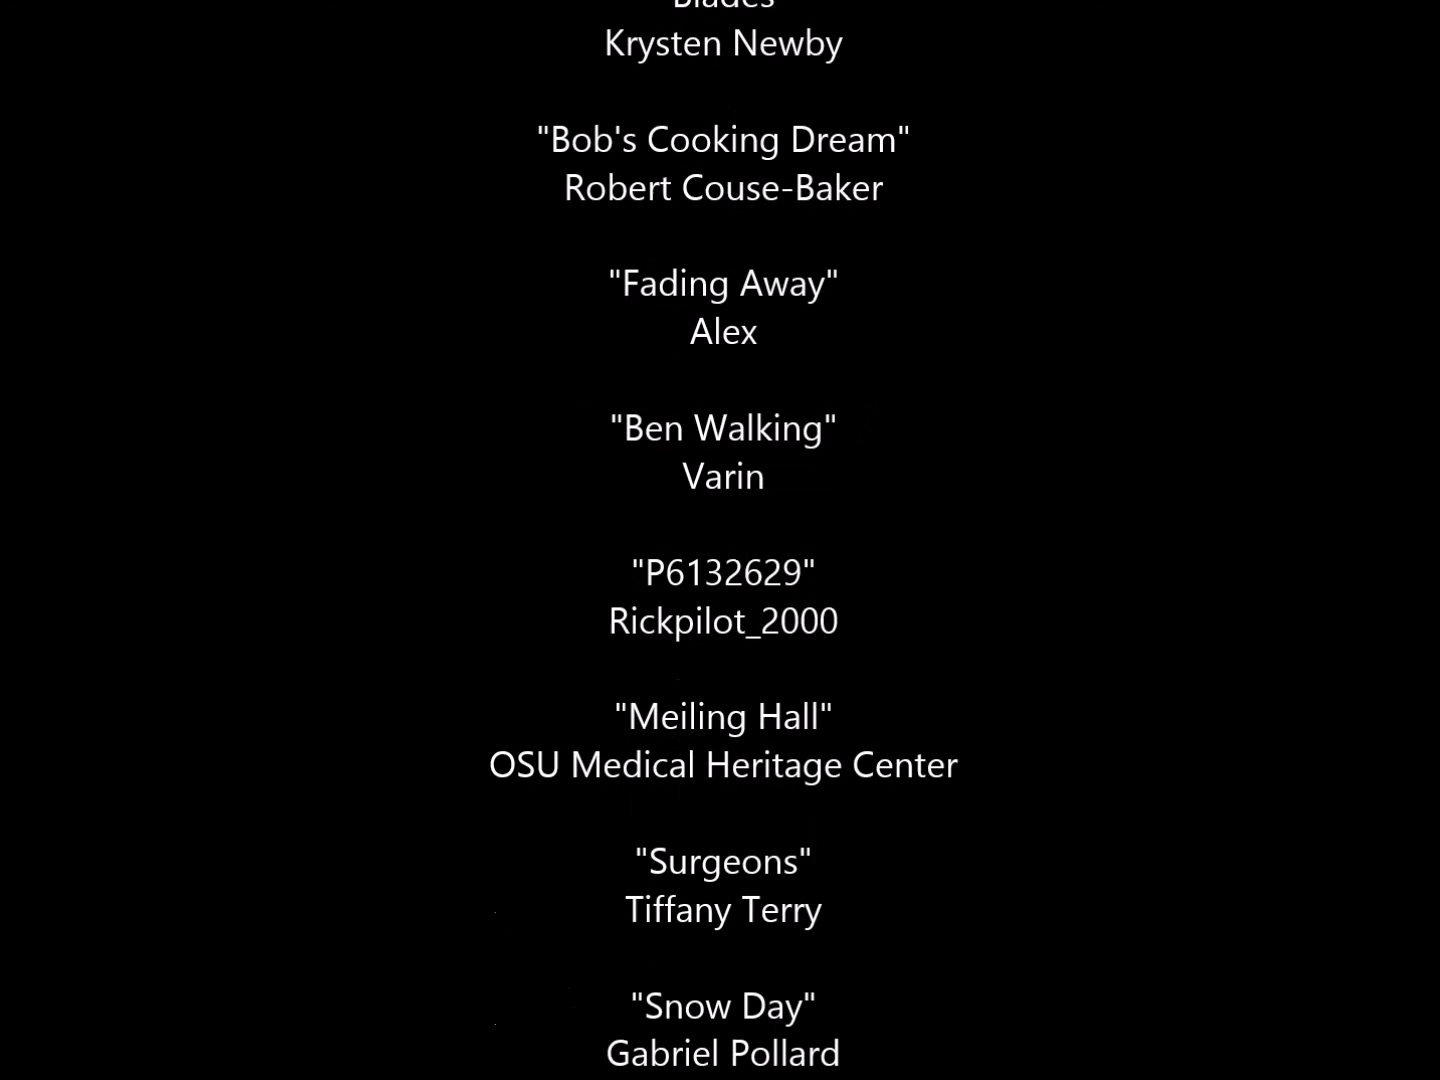 Blades
Krysten Newby
"Bob's Cooking Dream"
Robert Couse-Baker
"Fading Away"
Alex
"Ben Walking"
Varin
"P6132629"
Rickpilot_2000
"Meiling Hall"
OSU Medical Heritage Center
"Surgeons"
Tiffany Terry
"Snow Day"
Gabriel Pollard